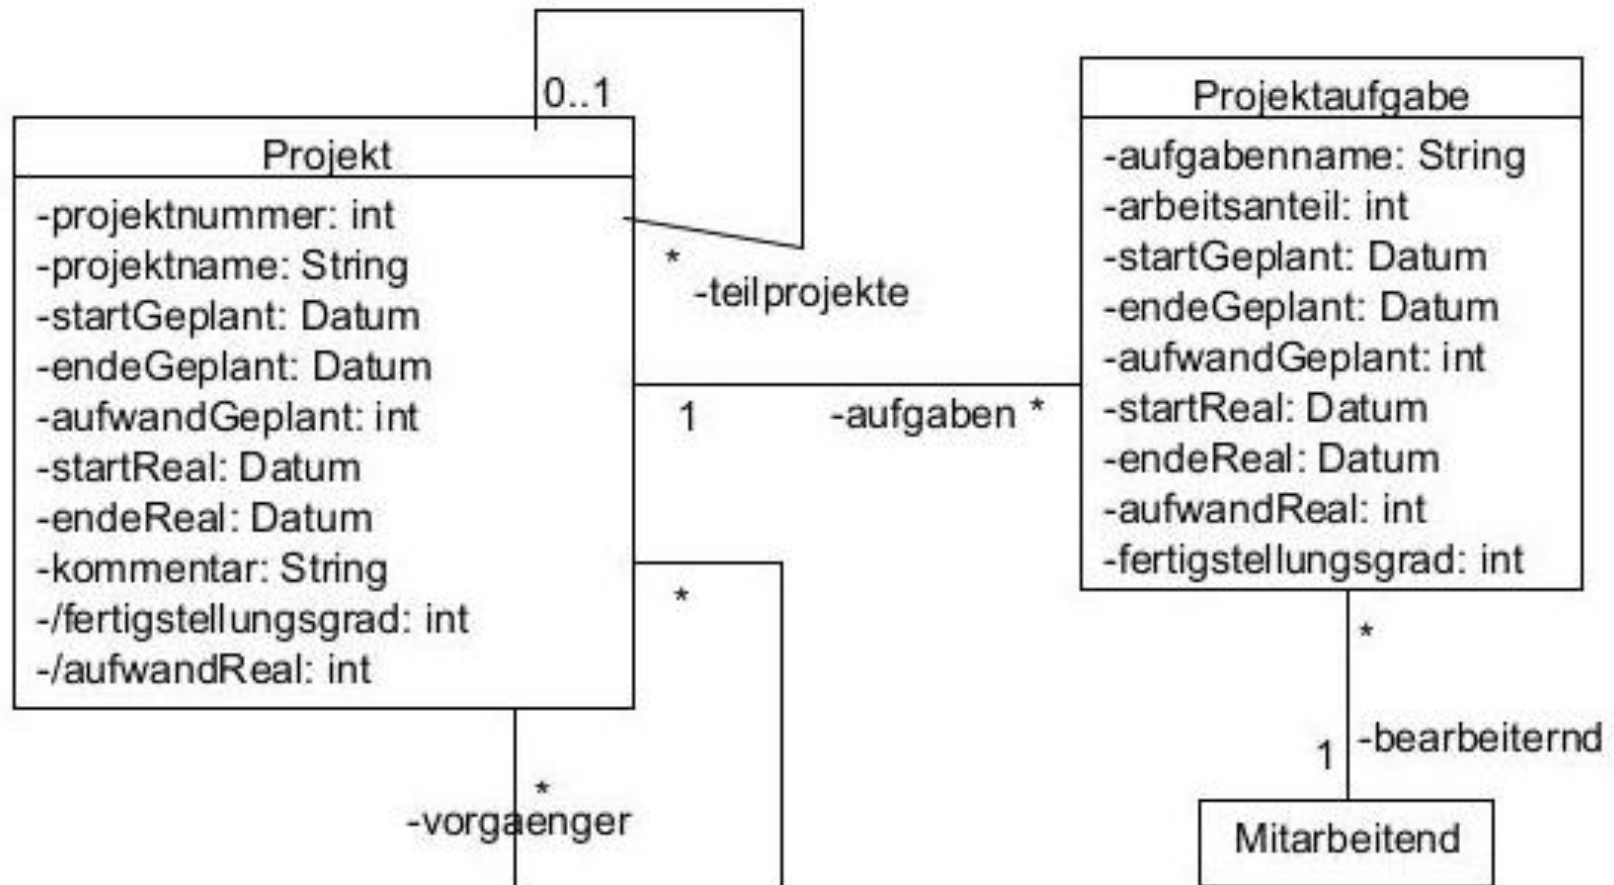 0..1
Projekt
-projektnummer: int
-projektname: String
-startGeplant: Datum
-endeGeplant: Datum
-aufwandGeplant: int
-startReal: Datum
-endeReal: Datum
-kommentar: String
-/fertigstellungsgrad: int
-/aufwandReal: int
*
-teilprojekte
1
-aufgaben *
*
*
-vorgaenger
Projektaufgabe
-aufgabenname: String
-arbeitsanteil: int
-startGeplant: Datum
-endeGeplant: Datum
-aufwandGeplant: int
-startReal: Datum
-endeReal: Datum
-aufwandReal: int
-fertigstellungsgrad: int
*
1
-bearbeiternd
Mitarbeitend